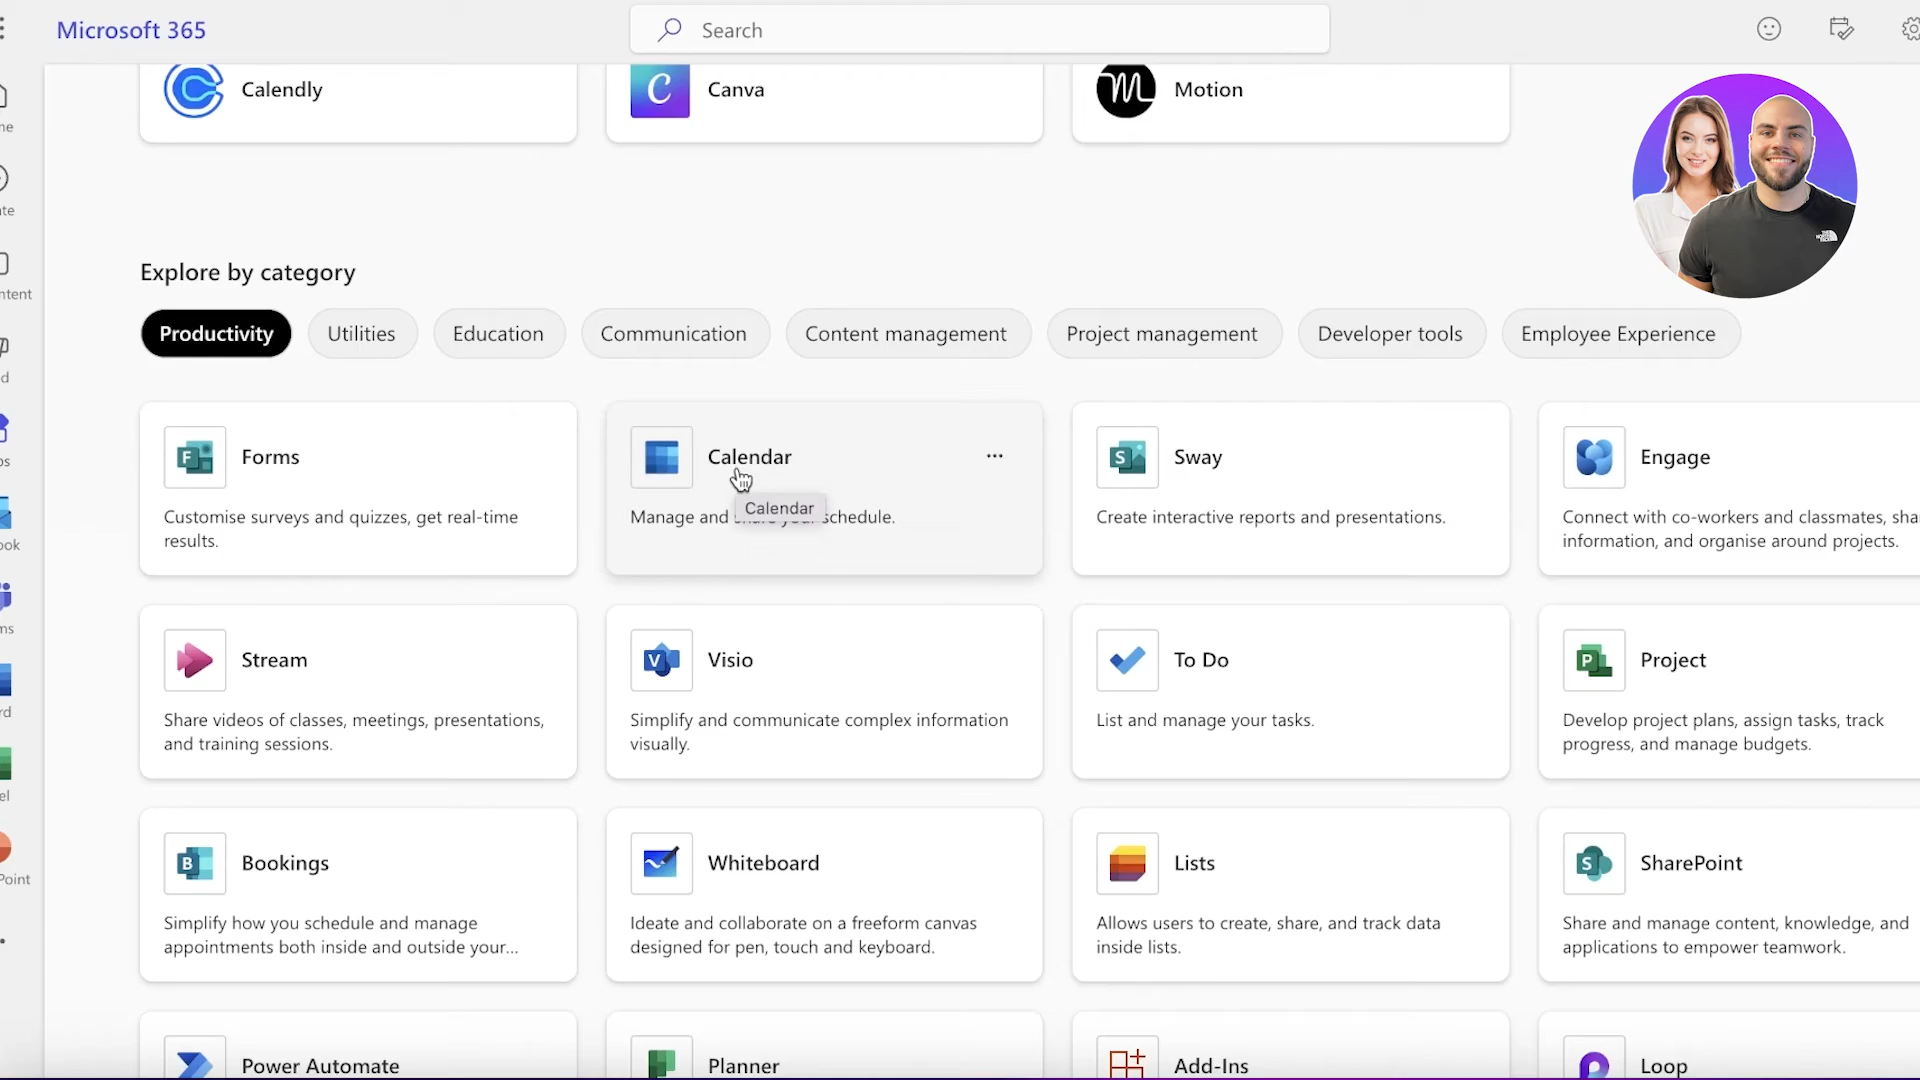 Microsoft 365
Search
Calendly
Canva
Motion
Explore by category
Productivity
Utilities
Education
Communication
Content management
Project management
Developer tools
Employee Experience
Forms
Customise surveys and quizzes, get real-time
results.
Calendar
Manage and schedule.
Calendar
Sway
Create interactive reports and presentations.
Engage
Connect with co-workers and classmates,
information, and organise around projects.
Stream
Share videos of classes, meetings, presentations,
and training sessions.
Visio
Simplify and communicate complex information
visually.
To Do
List and manage your tasks.
Project
Develop project plans, assign tasks, track
progress, and manage budgets.
Bookings
Simplify how you schedule and manage
appointments both inside and outside your...
Whiteboard
Ideate and collaborate on a freeform canvas
designed for pen, touch and keyboard.
Lists
Allows users to create, share, and track data
inside lists.
SharePoint
Share and manage content, knowledge, and
applications to empower teamwork.
Power Automate
Planner
Add-Ins
Loop